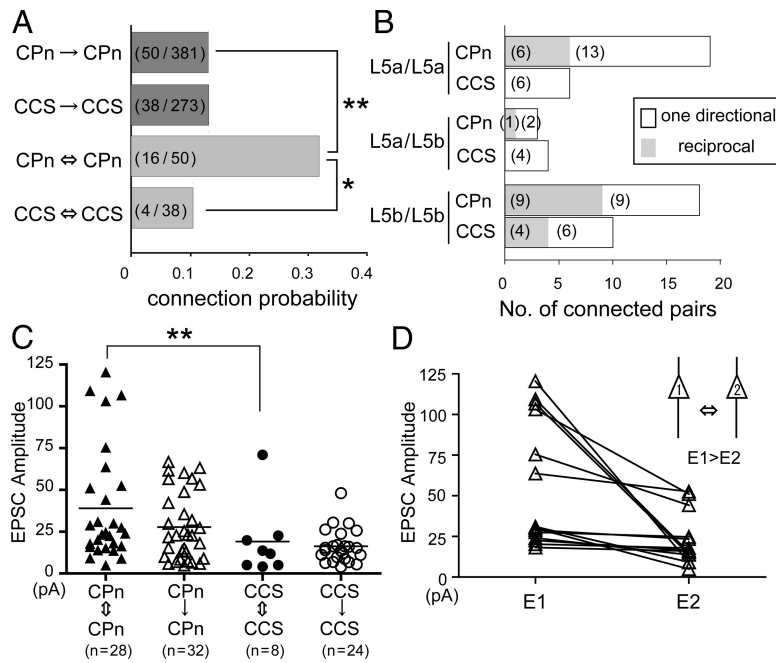 A
CPn → CPn (50 / 381)
CCS → CCS (38 / 273)
**
CPn ⇔ CPn (16 / 50)
*
CCS ⇔ CCS (4 / 38)
0 0.1 0.2 0.3 0.4
connection probability
B
L5a/L5a CPn (6) (13)
CCS (6)
L5a/L5b CPn (1) (2)
CCS (4)
L5b/L5b CPn (9) (9)
CCS (4) (6)
one directional
reciprocal
0 5 10 15 20
No. of connected pairs
C
**
125
100
75
50
25
0
EPSC Amplitude
(pA)
CPn CPn CCS CCS
⇕ ↓ ⇕ ↓
CPn CPn CCS CCS
(n=28) (n=32) (n=8) (n=24)
D
125
100
75
50
25
0
EPSC Amplitude
(pA)
1 ⇔ 2
E1>E2
E1 E2